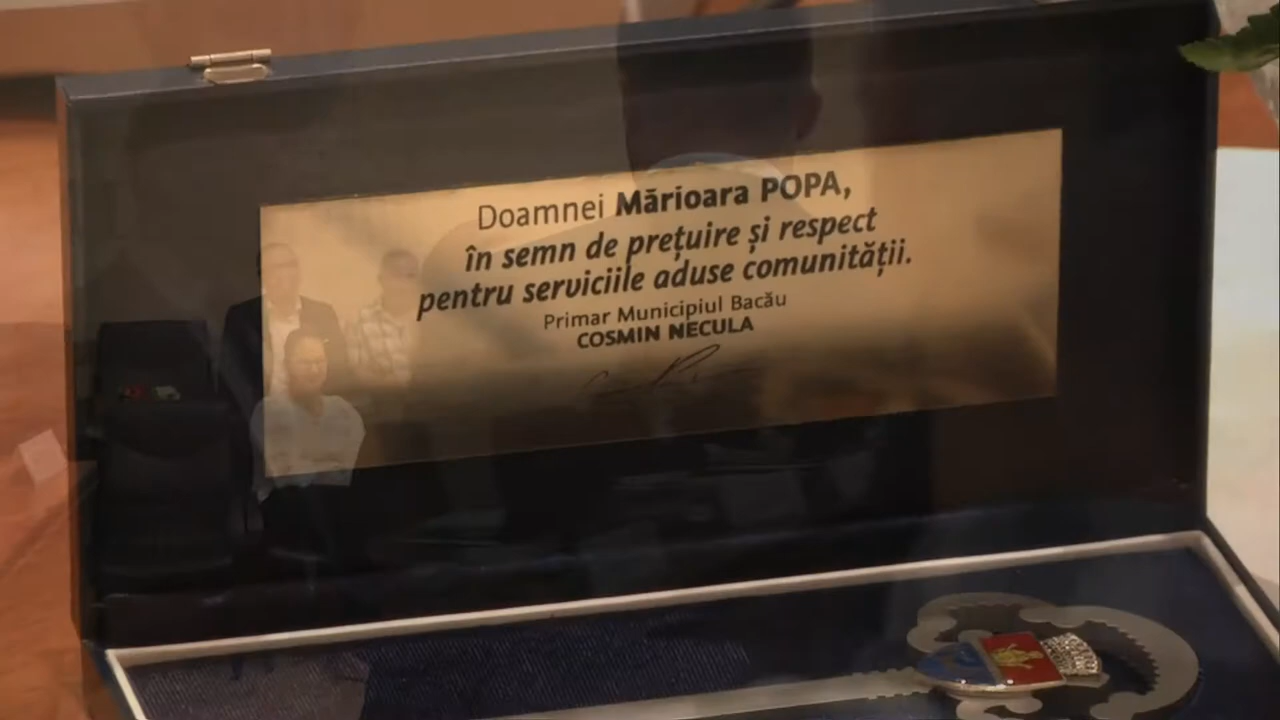 Doamnei Mărioara POPA,
în semn de prețuire și respect
pentru serviciile aduse comunității.
Primar Municipiul Bacău
COSMIN NECULA